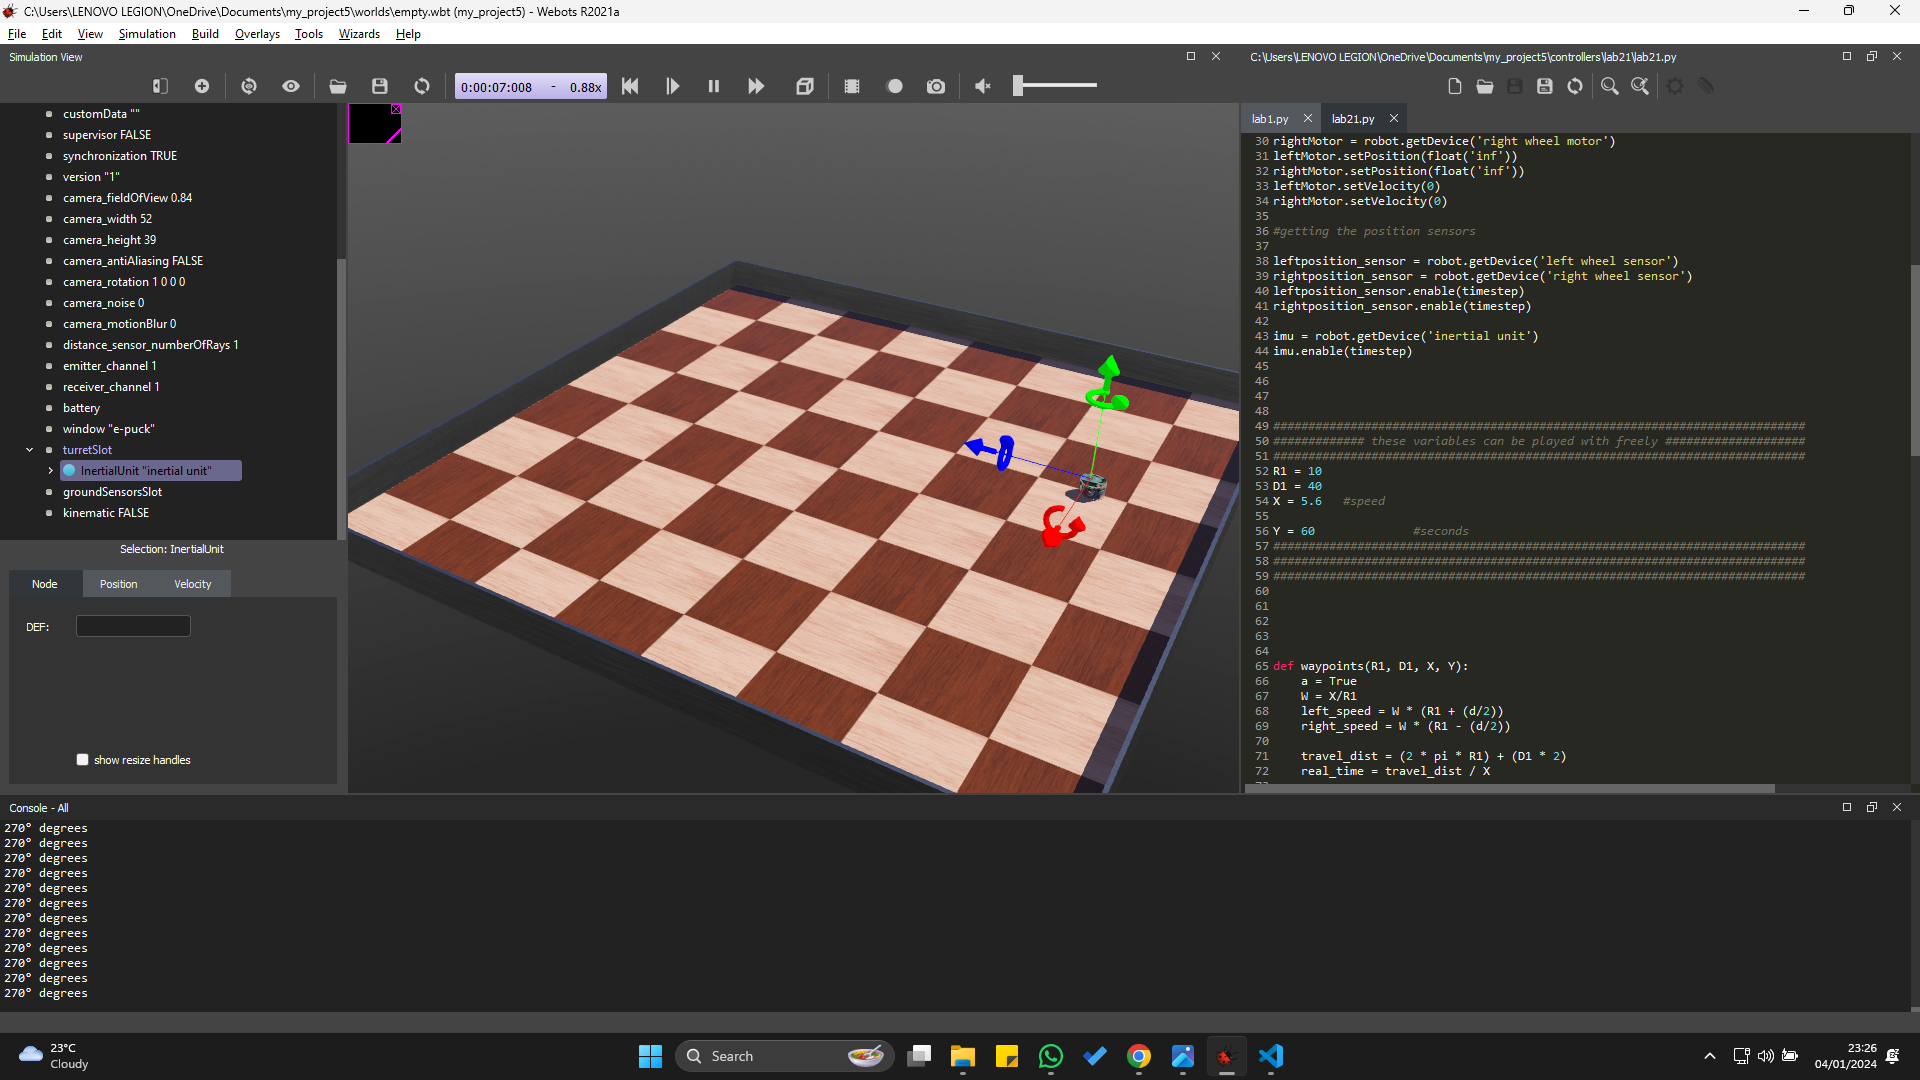 C:\Users\LENOVO LEGION\OneDrive\Documents\my_project5\worlds\empty.wbt (my_project5) - Webots R2021a
File Edit View Simulation Build Overlays Tools Wizards Help
Simulation View
0:00:07:008 - 0.88x
customData ""
supervisor FALSE
synchronization TRUE
version "1"
camera_fieldOfView 0.84
camera_width 52
camera_height 39
camera_antiAliasing FALSE
camera_rotation 1 0 0 0
camera_noise 0
camera_motionBlur 0
distance_sensor_numberOfRays 1
emitter_channel 1
receiver_channel 1
battery
window "e-puck"
turretSlot
InertialUnit "inertial unit"
groundSensorsSlot
kinematic FALSE
Selection: InertialUnit
Node Position Velocity
DEF:
show resize handles
C:\Users\LENOVO LEGION\OneDrive\Documents\my_project5\controllers\lab21\lab21.py
lab1.py lab21.py
30 rightMotor = robot.getDevice('right wheel motor')
31 leftMotor.setPosition(float('inf'))
32 rightMotor.setPosition(float('inf'))
33 leftMotor.setVelocity(0)
34 rightMotor.setVelocity(0)
35
36 #getting the position sensors
37
38 leftposition_sensor = robot.getDevice('left wheel sensor')
39 rightposition_sensor = robot.getDevice('right wheel sensor')
40 leftposition_sensor.enable(timestep)
41 rightposition_sensor.enable(timestep)
42
43 imu = robot.getDevice('inertial unit')
44 imu.enable(timestep)
45
46
47
48
49 ############################################################################
50 ############# these variables can be played with freely ####################
51 ############################################################################
52 R1 = 10
53 D1 = 40
54 X = 5.6   #speed
55
56 Y = 60              #seconds
57 ############################################################################
58 ############################################################################
59 ############################################################################
60
61
62
63
64
65 def waypoints(R1, D1, X, Y):
66     a = True
67     W = X/R1
68     left_speed = W * (R1 + (d/2))
69     right_speed = W * (R1 - (d/2))
70
71     travel_dist = (2 * pi * R1) + (D1 * 2)
72     real_time = travel_dist / X
Console - All
270° degrees
270° degrees
270° degrees
270° degrees
270° degrees
270° degrees
270° degrees
270° degrees
270° degrees
270° degrees
270° degrees
270° degrees
23°C
Cloudy
Search
23:26
04/01/2024